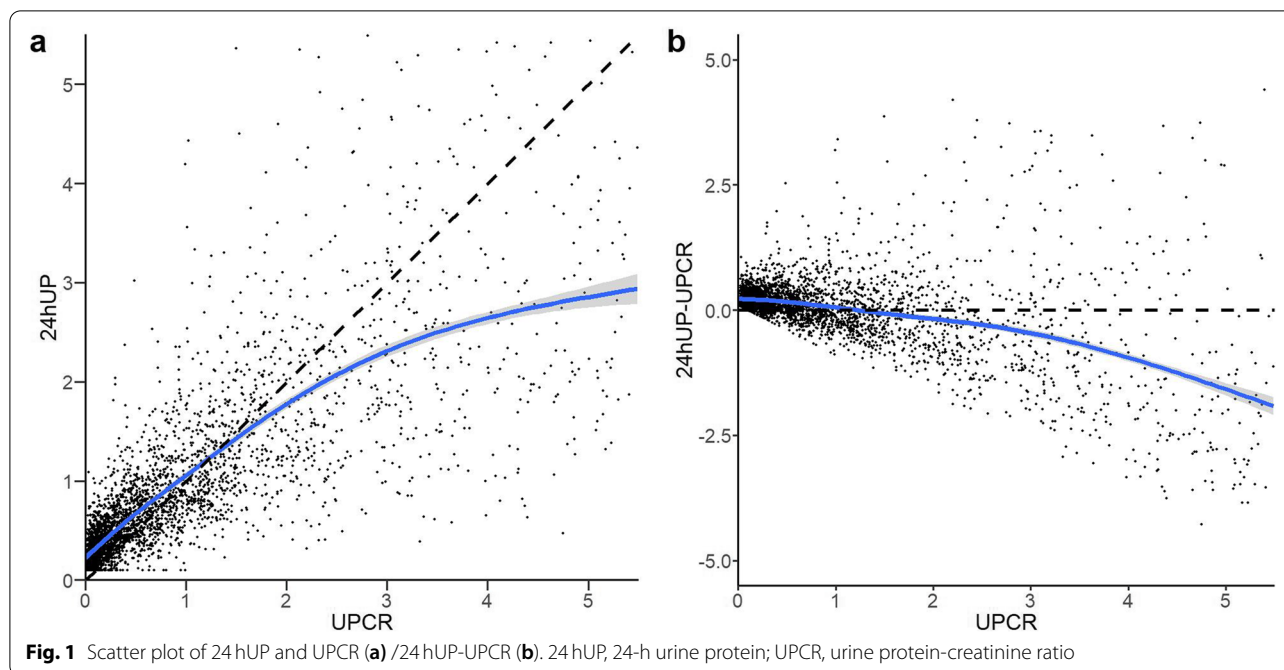 a
5
4
3
2
1
0
24hUP
0 1 2 3 4 5
UPCR
b
5.0
2.5
0.0
-2.5
-5.0
24hUP-UPCR
0 1 2 3 4 5
UPCR
Fig. 1 Scatter plot of 24 hUP and UPCR (a) /24 hUP-UPCR (b). 24 hUP, 24-h urine protein; UPCR, urine protein-creatinine ratio